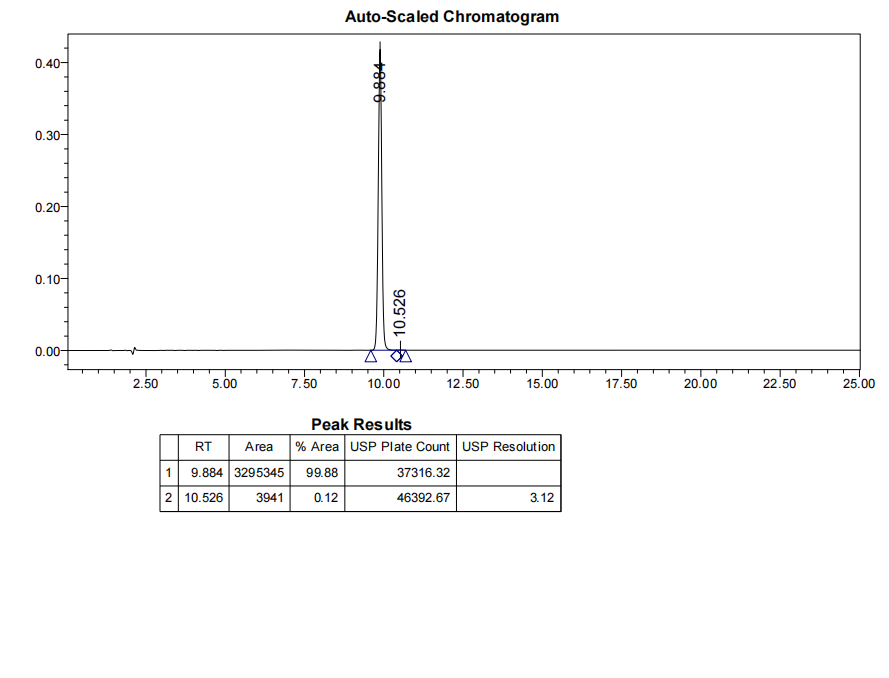 Auto-Scaled Chromatogram
0.40
0.30
0.20
0.10
0.00
9.884
10.526
2.50 5.00 7.50 10.00 12.50 15.00 17.50 20.00 22.50 25.00
Peak Results
RT Area % Area USP Plate Count USP Resolution
1 9.884 3295345 99.88 37316.32
2 10.526 3941 0.12 46392.67 3.12